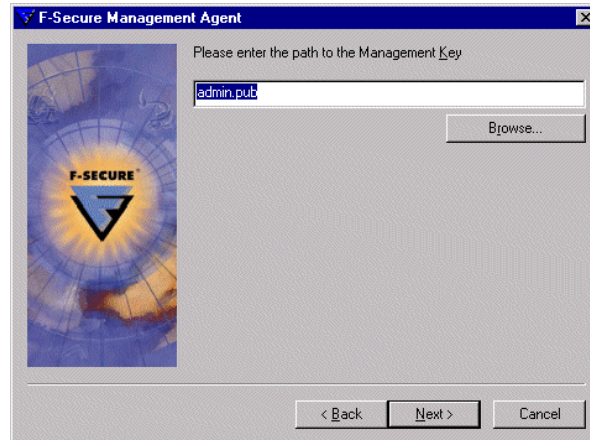 F-Secure Management Agent
Please enter the path to the Management Key
admin.pub
Browse...
F-SECURE®
< Back
Next >
Cancel